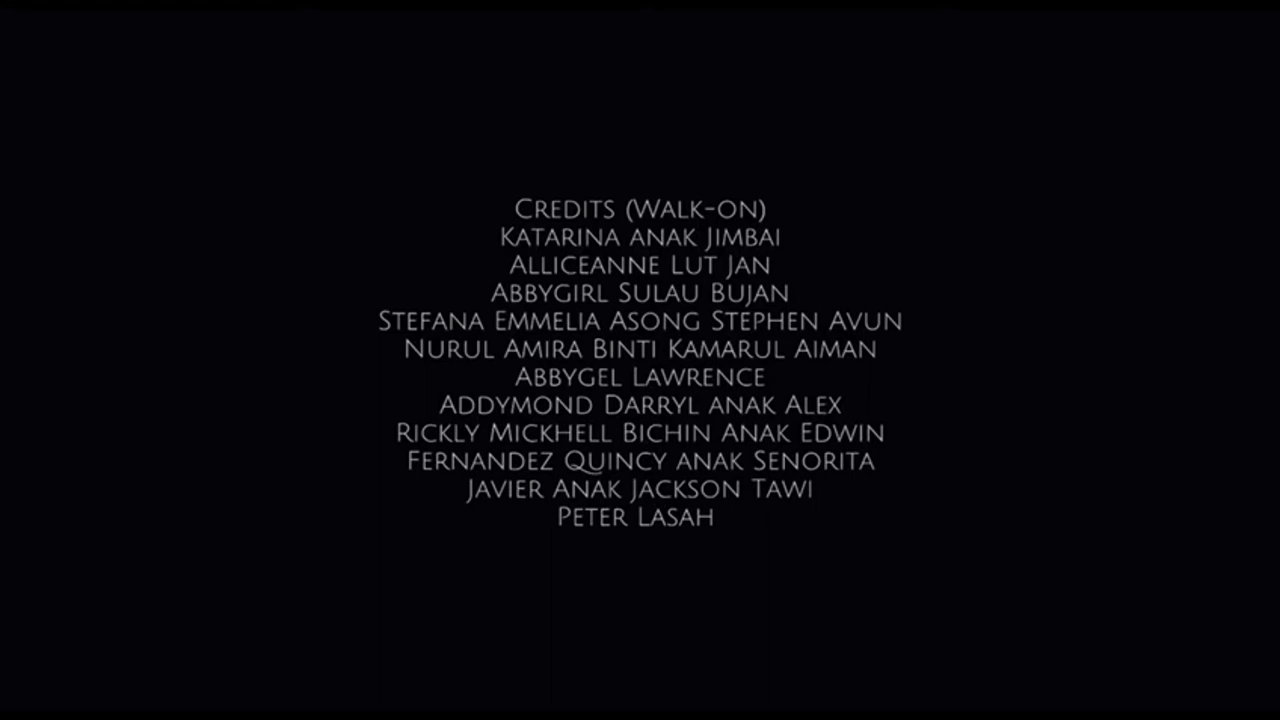 Credits (Walk-on)
Katarina anak Jimbai
Alliceanne Lut Jan
Abbygirl Sulau Bujan
Stefana Emmelia Asong Stephen Avun
Nurul Amira Binti Kamarul Aiman
Abbygel Lawrence
Addymond Darryl anak Alex
Rickly Mickhell Bichin Anak Edwin
Fernandez Quincy anak Senorita
Javier Anak Jackson Tawi
Peter Lasah